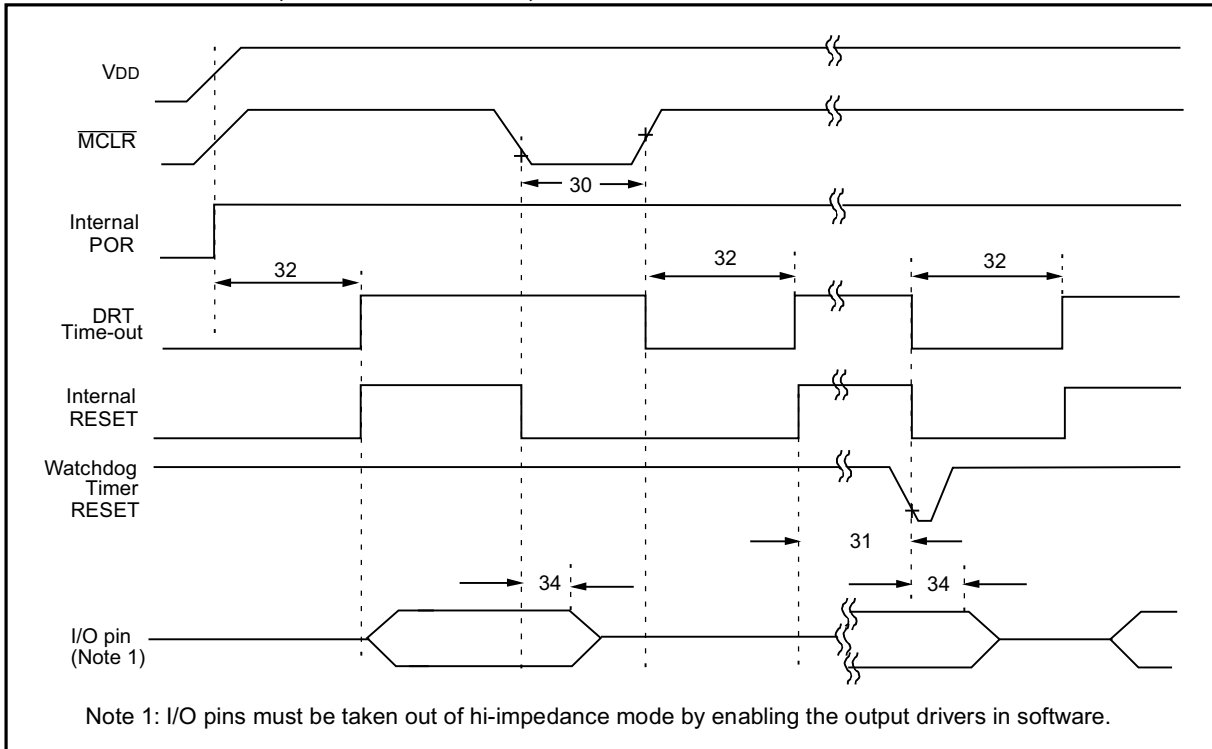 VDD
MCLR
30
Internal
POR
32
32
32
DRT
Time-out
Internal
RESET
Watchdog
Timer
RESET
31
34
34
I/O pin
(Note 1)
Note 1: I/O pins must be taken out of hi-impedance mode by enabling the output drivers in software.